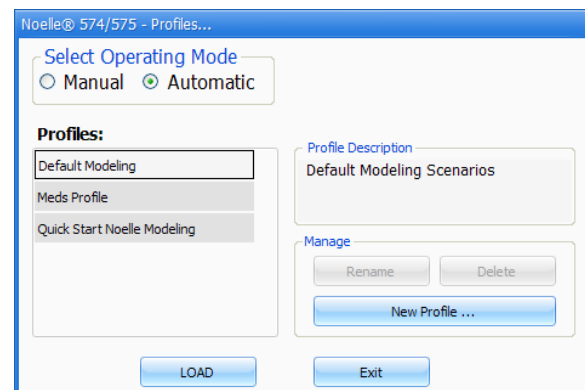 Noelle® 574/575 - Profiles...
Select Operating Mode
Manual Automatic
Profiles:
Default Modeling
Meds Profile
Quick Start Noelle Modeling
Profile Description
Default Modeling Scenarios
Manage
Rename Delete
New Profile ...
LOAD Exit